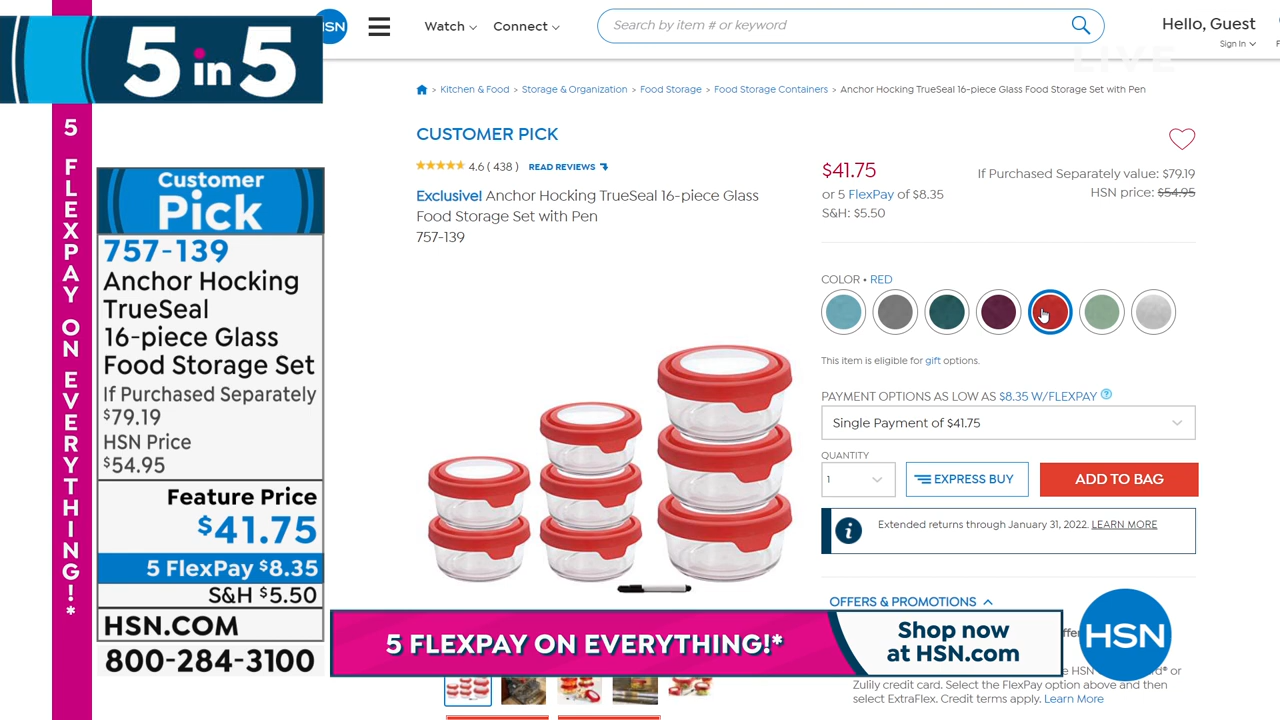 5 in 5
5 FLEXPAY ON EVERYTHING!*
Customer
Pick
757-139
Anchor Hocking
TrueSeal
16-piece Glass
Food Storage Set
If Purchased Separately
$79.19
HSN Price
$54.95
Feature Price
$41.75
5 FlexPay $8.35
S&H $5.50
HSN.COM
800-284-3100
HSN
Watch
Connect
Search by item # or keyword
Hello, Guest
Sign In
LIVE
> Kitchen & Food > Storage & Organization > Food Storage > Food Storage Containers > Anchor Hocking TrueSeal 16-piece Glass Food Storage Set with Pen
CUSTOMER PICK
4.6 ( 438 ) READ REVIEWS
Exclusive! Anchor Hocking TrueSeal 16-piece Glass
Food Storage Set with Pen
757-139
$41.75
or 5 FlexPay of $8.35
S&H: $5.50
If Purchased Separately value: $79.19
HSN price: $54.95
COLOR • RED
This item is eligible for gift options.
PAYMENT OPTIONS AS LOW AS $8.35 W/FLEXPAY ?
Single Payment of $41.75
QUANTITY
1
EXPRESS BUY
ADD TO BAG
i Extended returns through January 31, 2022. LEARN MORE
OFFERS & PROMOTIONS
5 FLEXPAY ON EVERYTHING!*
Shop now
at HSN.com
HSN
Zulily credit card. Select the FlexPay option above and then
select ExtraFlex. Credit terms apply. Learn More